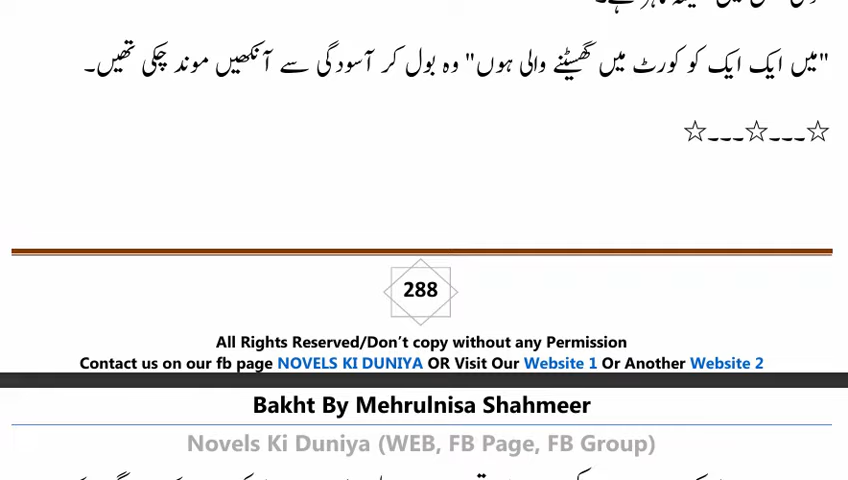 "میں ایک ایک کو کورٹ میں گھسیٹنے والی ہوں" وہ بول کر آسودگی سے آنکھیں موند چکی تھیں۔
☆---☆---☆
288
All Rights Reserved/Don't copy without any Permission
Contact us on our fb page NOVELS KI DUNIYA OR Visit Our Website 1 Or Another Website 2
Bakht By Mehrulnisa Shahmeer
Novels Ki Duniya (WEB, FB Page, FB Group)